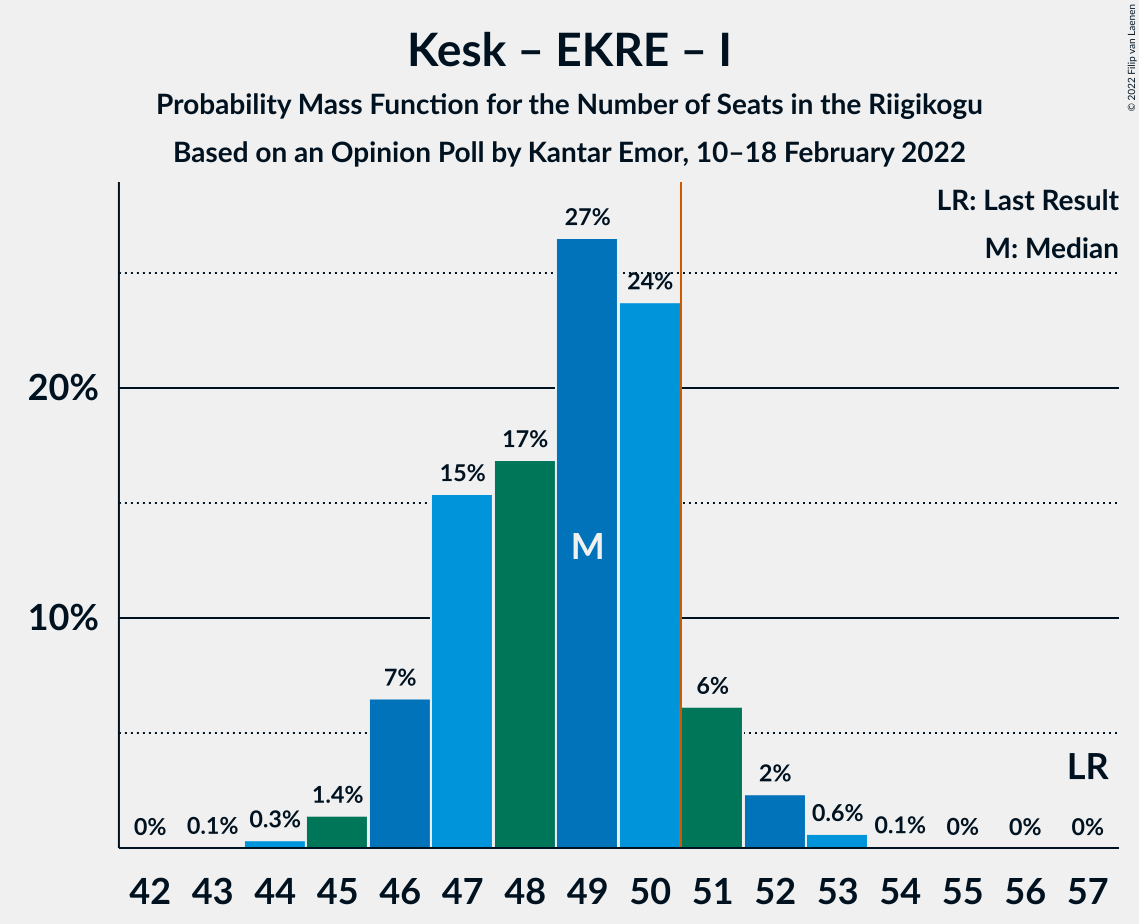 Kesk – EKRE – I
Probability Mass Function for the Number of Seats in the Riigikogu
Based on an Opinion Poll by Kantar Emor, 10–18 February 2022
© 2022 Filip van Laenen
LR: Last Result
M: Median
27%
24%
20%
17%
15%
M
10%
7%
6%
LR
2%
1.4%
0.6%
0.3%
0% 0.1% 0.1% 0% 0% 0%
42 43 44 45 46 47 48 49 50 51 52 53 54 55 56 57